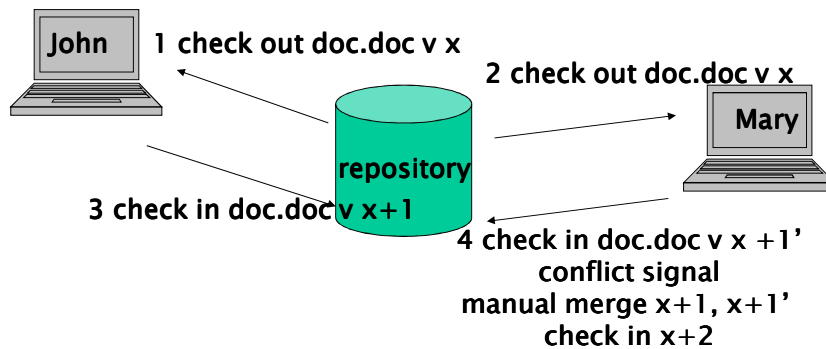 John
1 check out doc.doc v x
2 check out doc.doc v x
Mary
repository
3 check in doc.doc v x+1
4 check in doc.doc v x +1’
conflict signal
manual merge x+1, x+1’
check in x+2